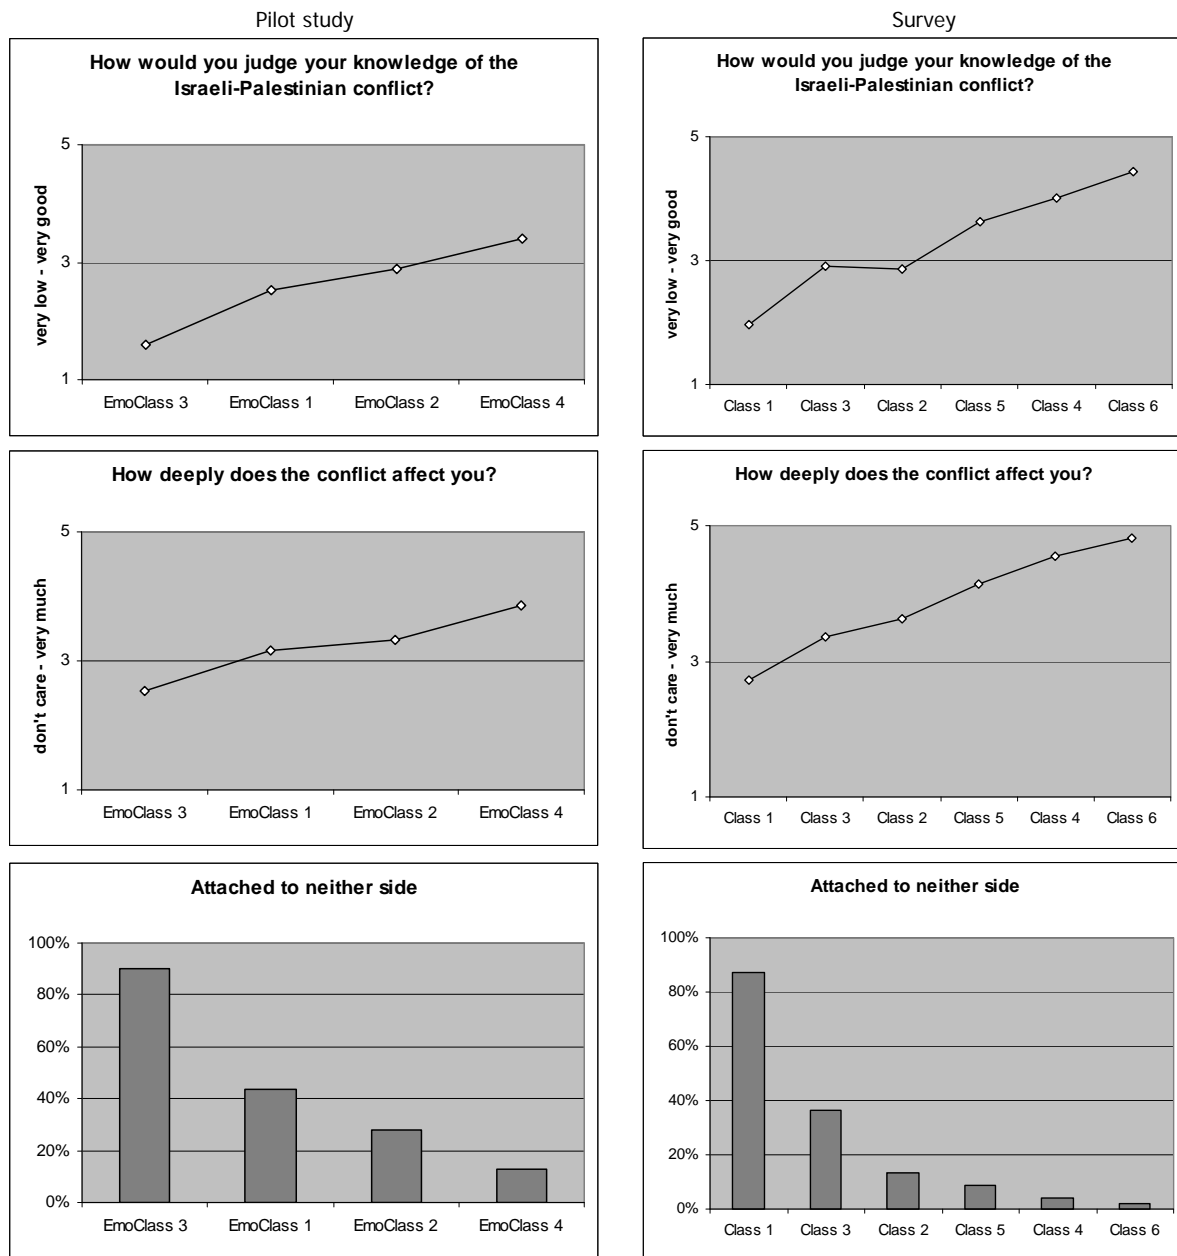 Pilot study
Survey
How would you judge your knowledge of the
Israeli-Palestinian conflict?
very low - very good
5
3
1
EmoClass 3 EmoClass 1 EmoClass 2 EmoClass 4
How would you judge your knowledge of the
Israeli-Palestinian conflict?
very low - very good
5
3
1
Class 1 Class 3 Class 2 Class 5 Class 4 Class 6
How deeply does the conflict affect you?
don't care - very much
5
3
1
EmoClass 3 EmoClass 1 EmoClass 2 EmoClass 4
How deeply does the conflict affect you?
don't care - very much
5
3
1
Class 1 Class 3 Class 2 Class 5 Class 4 Class 6
Attached to neither side
100%
80%
60%
40%
20%
0%
EmoClass 3 EmoClass 1 EmoClass 2 EmoClass 4
Attached to neither side
100%
80%
60%
40%
20%
0%
Class 1 Class 3 Class 2 Class 5 Class 4 Class 6